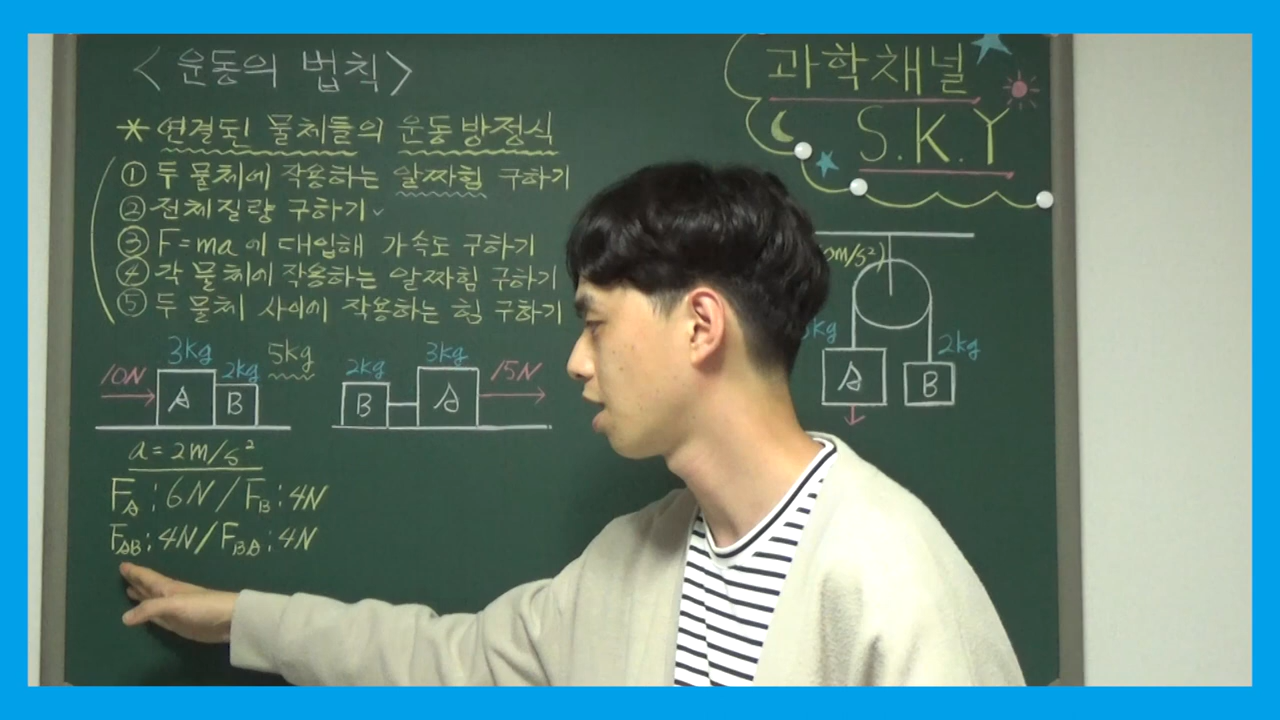 <운동의 법칙>
* 연결된 물체들의 운동방정식
① 두 물체에 작용하는 알짜힘 구하기
② 전체질량 구하기
③ F=ma에 대입해 가속도 구하기
④ 각 물체에 작용하는 알짜힘 구하기
⑤ 두 물체 사이에 작용하는 힘 구하기
과학채널
S.K.Y
10N 3kg 2kg 5kg
A B
a = 2m/s²
F_A : 6N / F_B : 4N
F_AB : 4N / F_BA : 4N
2kg 3kg 15N
B A
m/s²)
kg 2kg
A B